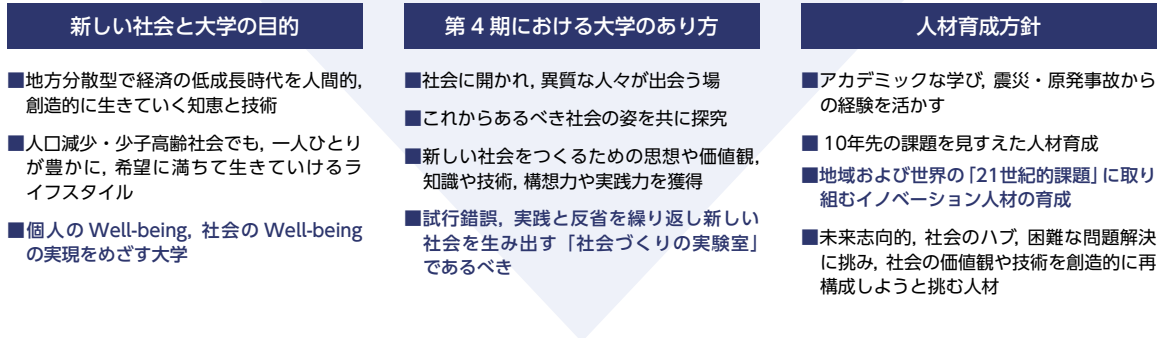 新しい社会と大学の目的
■地方分散型で経済の低成長時代を人間的,
創造的に生きていく知恵と技術
■人口減少・少子高齢社会でも, 一人ひとり
が豊かに, 希望に満ちて生きていけるラ
イフスタイル
■個人の Well-being, 社会の Well-being
の実現をめざす大学
第 4 期における大学のあり方
■社会に開かれ, 異質な人々が出会う場
■これからあるべき社会の姿を共に探究
■新しい社会をつくるための思想や価値観,
知識や技術, 構想力や実践力を獲得
■試行錯誤, 実践と反省を繰り返し新しい
社会を生み出す「社会づくりの実験室」
であるべき
人材育成方針
■アカデミックな学び, 震災・原発事故から
の経験を活かす
■ 10年先の課題を見すえた人材育成
■地域および世界の「21世紀的課題」に取り
組むイノベーション人材の育成
■未来志向的, 社会のハブ, 困難な問題解決
に挑み, 社会の価値観や技術を創造的に再
構成しようと挑む人材